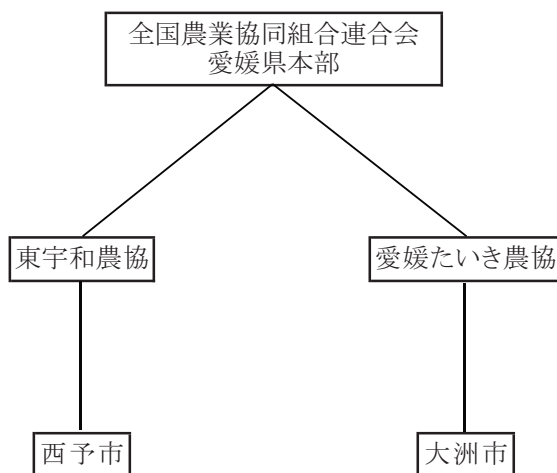 全国農業協同組合連合会
愛媛県本部
東宇和農協
愛媛たいき農協
西予市
大洲市